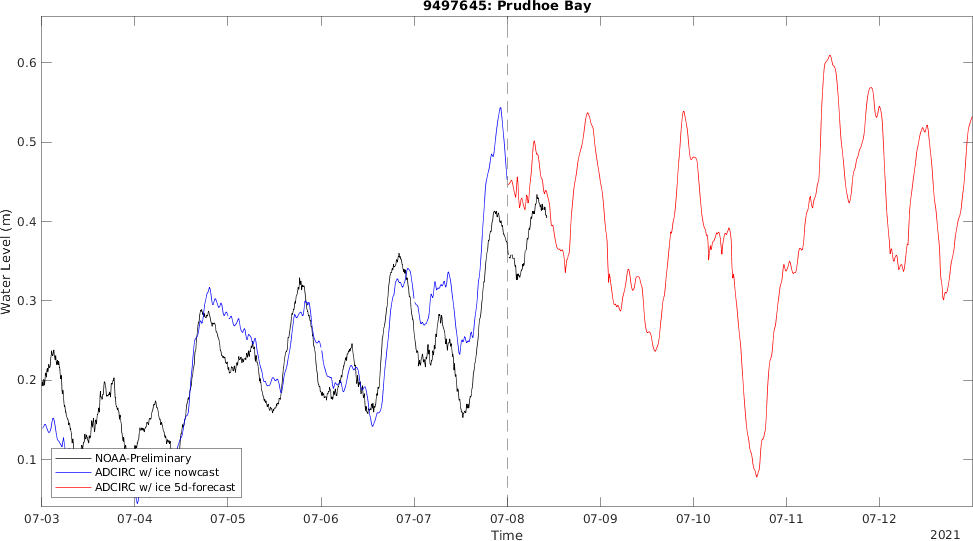 9497645: Prudhoe Bay
Water Level (m)
0.6
0.5
0.4
0.3
0.2
0.1
NOAA-Preliminary
ADCIRC w/ ice nowcast
ADCIRC w/ ice 5d-forecast
07-03 07-04 07-05 07-06 07-07 07-08 07-09 07-10 07-11 07-12
Time
2021